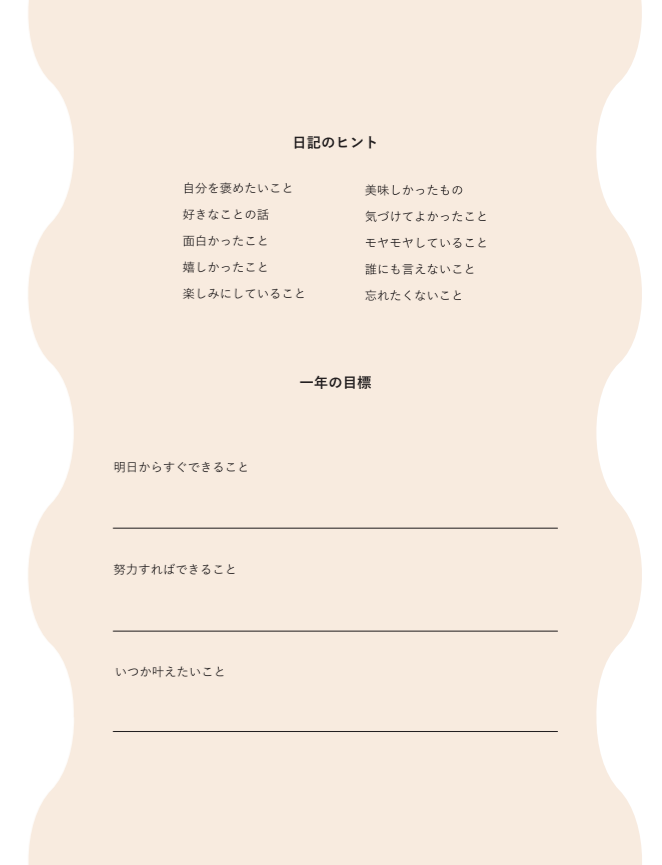 日記のヒント
自分を褒めたいこと
好きなことの話
面白かったこと
嬉しかったこと
楽しみにしていること
美味しかったもの
気づけてよかったこと
モヤモヤしていること
誰にも言えないこと
忘れたくないこと
一年の目標
明日からすぐできること
努力すればできること
いつか叶えたいこと